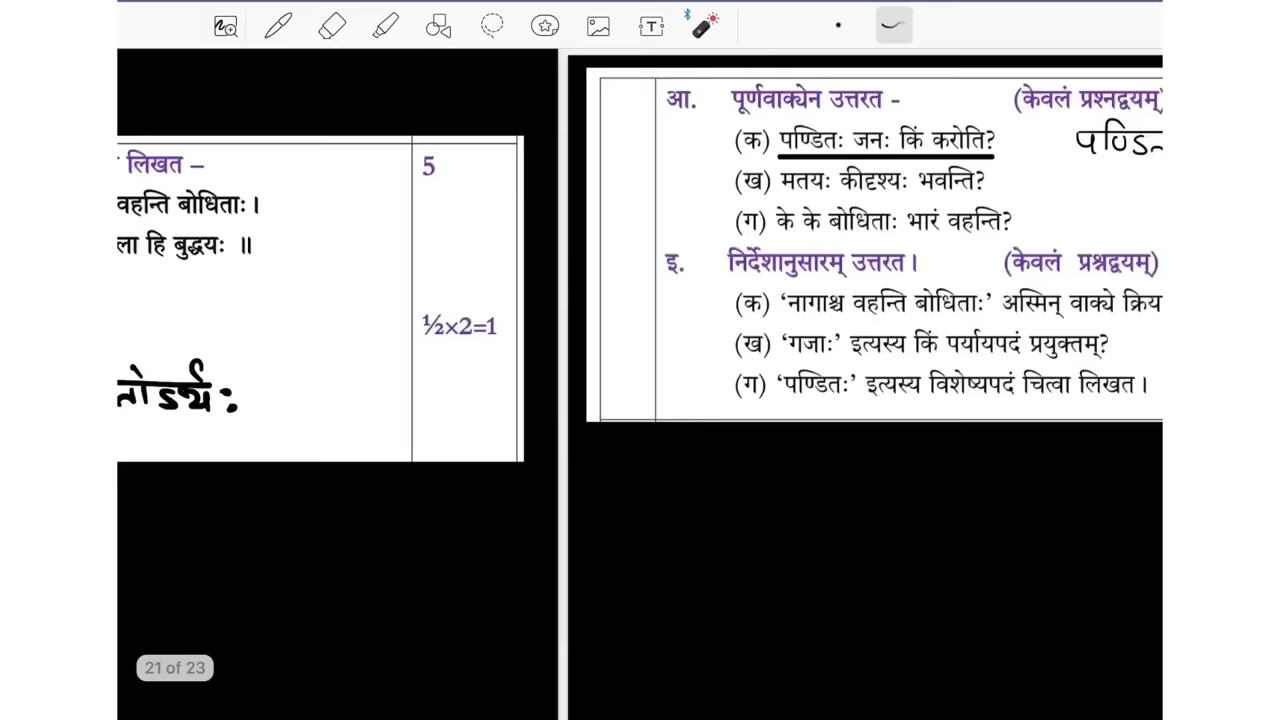 लिखत –
5
वहन्ति बोधिताः।
ला हि बुद्धयः ॥
½×2=1
तोऽर्थः
आ. पूर्णवाक्येन उत्तरत - (केवलं प्रश्नद्वयम्)
(क) पण्डितः जनः किं करोति?
पण्डि
(ख) मतयः कीदृश्यः भवन्ति?
(ग) के के बोधिताः भारं वहन्ति?
इ. निर्देशानुसारम् उत्तरत। (केवलं प्रश्नद्वयम्)
(क) ‘नागाश्च वहन्ति बोधिताः’ अस्मिन् वाक्ये क्रिय
(ख) ‘गजाः’ इत्यस्य किं पर्यायपदं प्रयुक्तम्?
(ग) ‘पण्डितः’ इत्यस्य विशेष्यपदं चित्वा लिखत।
21 of 23